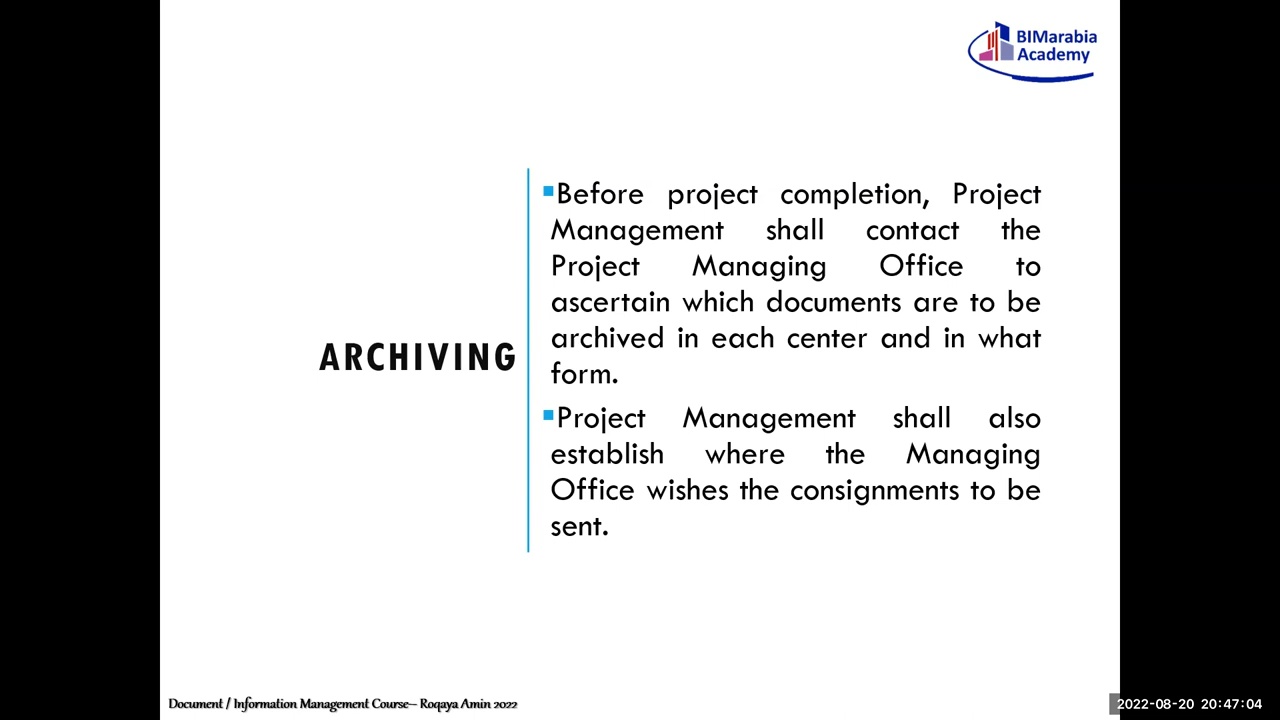 BIMarabia
Academy
ARCHIVING
▪Before project completion, Project
Management shall contact the
Project Managing Office to
ascertain which documents are to be
archived in each center and in what
form.
▪Project Management shall also
establish where the Managing
Office wishes the consignments to be
sent.
Document / Information Management Course– Roqaya Amin 2022
2022-08-20 20:47:04